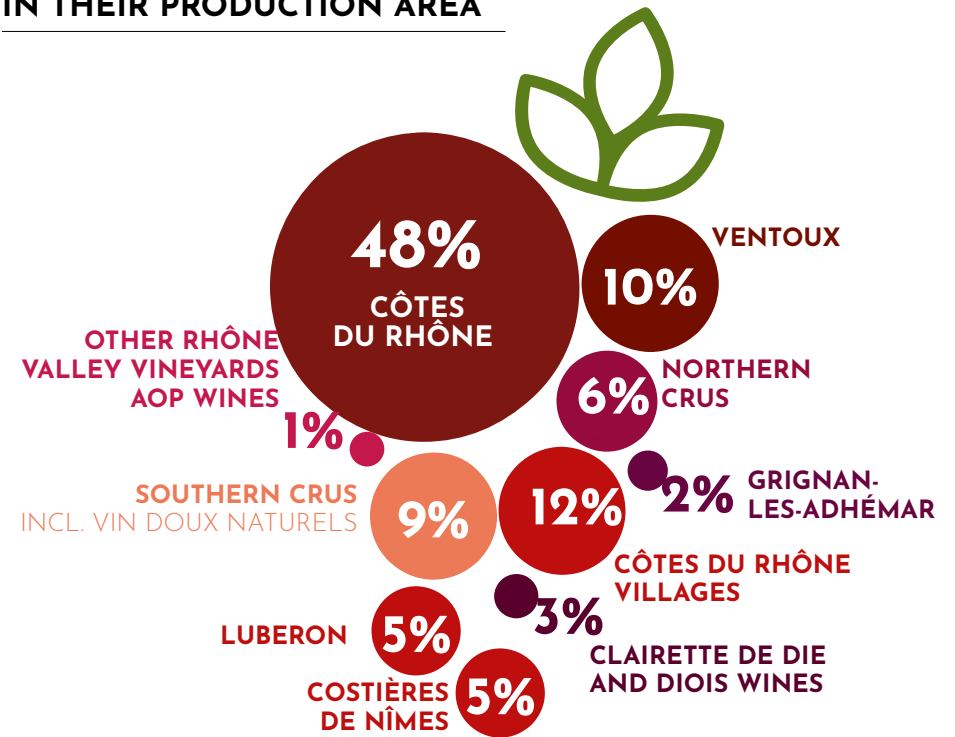 IN THEIR PRODUCTION AREA
48%
CÔTES
DU RHÔNE
VENTOUX
10%
OTHER RHÔNE
VALLEY VINEYARDS
AOP WINES
1%
NORTHERN
CRUS
6%
SOUTHERN CRUS
INCL. VIN DOUX NATURELS
9%
12%
CÔTES DU RHÔNE
VILLAGES
2%
GRIGNAN-
LES-ADHÉMAR
LUBERON
5%
3%
CLAIRETTE DE DIE
AND DIOIS WINES
COSTIÈRES
DE NÎMES
5%